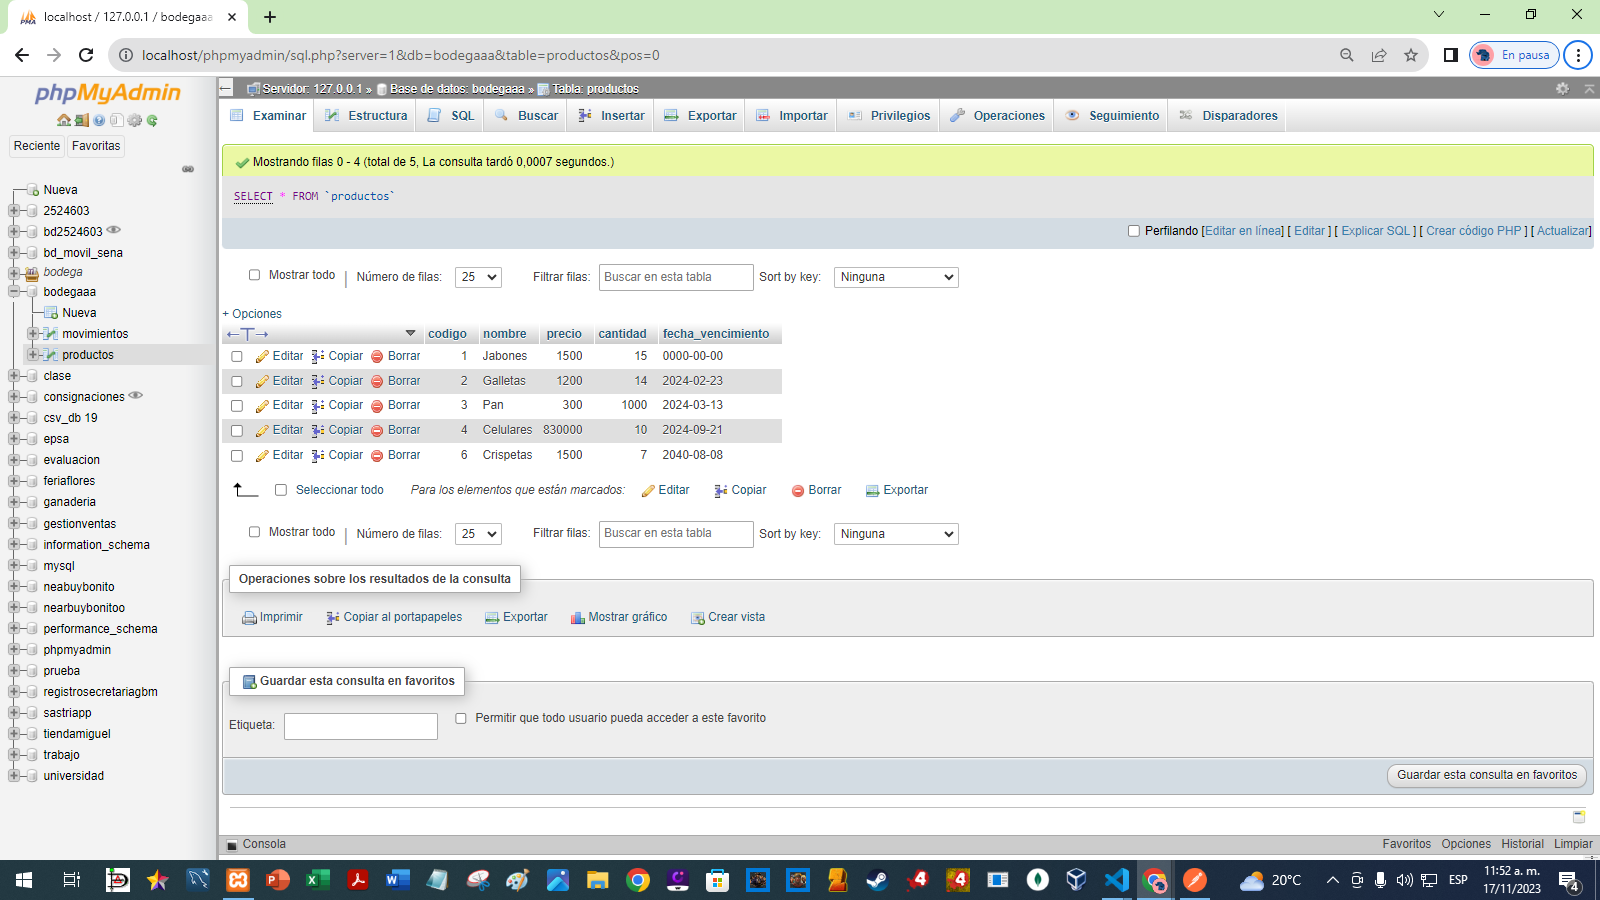 localhost / 127.0.0.1 / bodegaaa
localhost/phpmyadmin/sql.php?server=1&db=bodegaaa&table=productos&pos=0
En pausa
phpMyAdmin
Reciente Favoritas
Nueva
2524603
bd2524603
bd_movil_sena
bodega
bodegaaa
Nueva
movimientos
productos
clase
consignaciones
csv_db 19
epsa
evaluacion
feriaflores
ganaderia
gestionventas
information_schema
mysql
neabuybonito
nearbuybonitoo
performance_schema
phpmyadmin
prueba
registrosecretariagbm
sastriapp
tiendamiguel
trabajo
universidad
Servidor: 127.0.0.1 » Base de datos: bodegaaa » Tabla: productos
Examinar Estructura SQL Buscar Insertar Exportar Importar Privilegios Operaciones Seguimiento Disparadores
Mostrando filas 0 - 4 (total de 5, La consulta tardó 0,0007 segundos.)
SELECT * FROM `productos`
Perfilando [Editar en línea] [ Editar ] [ Explicar SQL ] [ Crear código PHP ] [ Actualizar]
Mostrar todo | Número de filas: 25 Filtrar filas: Buscar en esta tabla Sort by key: Ninguna
+ Opciones
←T→ codigo nombre precio cantidad fecha_vencimiento
Editar Copiar Borrar 1 Jabones 1500 15 0000-00-00
Editar Copiar Borrar 2 Galletas 1200 14 2024-02-23
Editar Copiar Borrar 3 Pan 300 1000 2024-03-13
Editar Copiar Borrar 4 Celulares 830000 10 2024-09-21
Editar Copiar Borrar 6 Crispetas 1500 7 2040-08-08
Seleccionar todo Para los elementos que están marcados: Editar Copiar Borrar Exportar
Mostrar todo | Número de filas: 25 Filtrar filas: Buscar en esta tabla Sort by key: Ninguna
Operaciones sobre los resultados de la consulta
Imprimir Copiar al portapapeles Exportar Mostrar gráfico Crear vista
Guardar esta consulta en favoritos
Etiqueta: Permitir que todo usuario pueda acceder a este favorito
Guardar esta consulta en favoritos
Consola Favoritos Opciones Historial Limpiar
20°C ESP 11:52 a. m.
17/11/2023
4